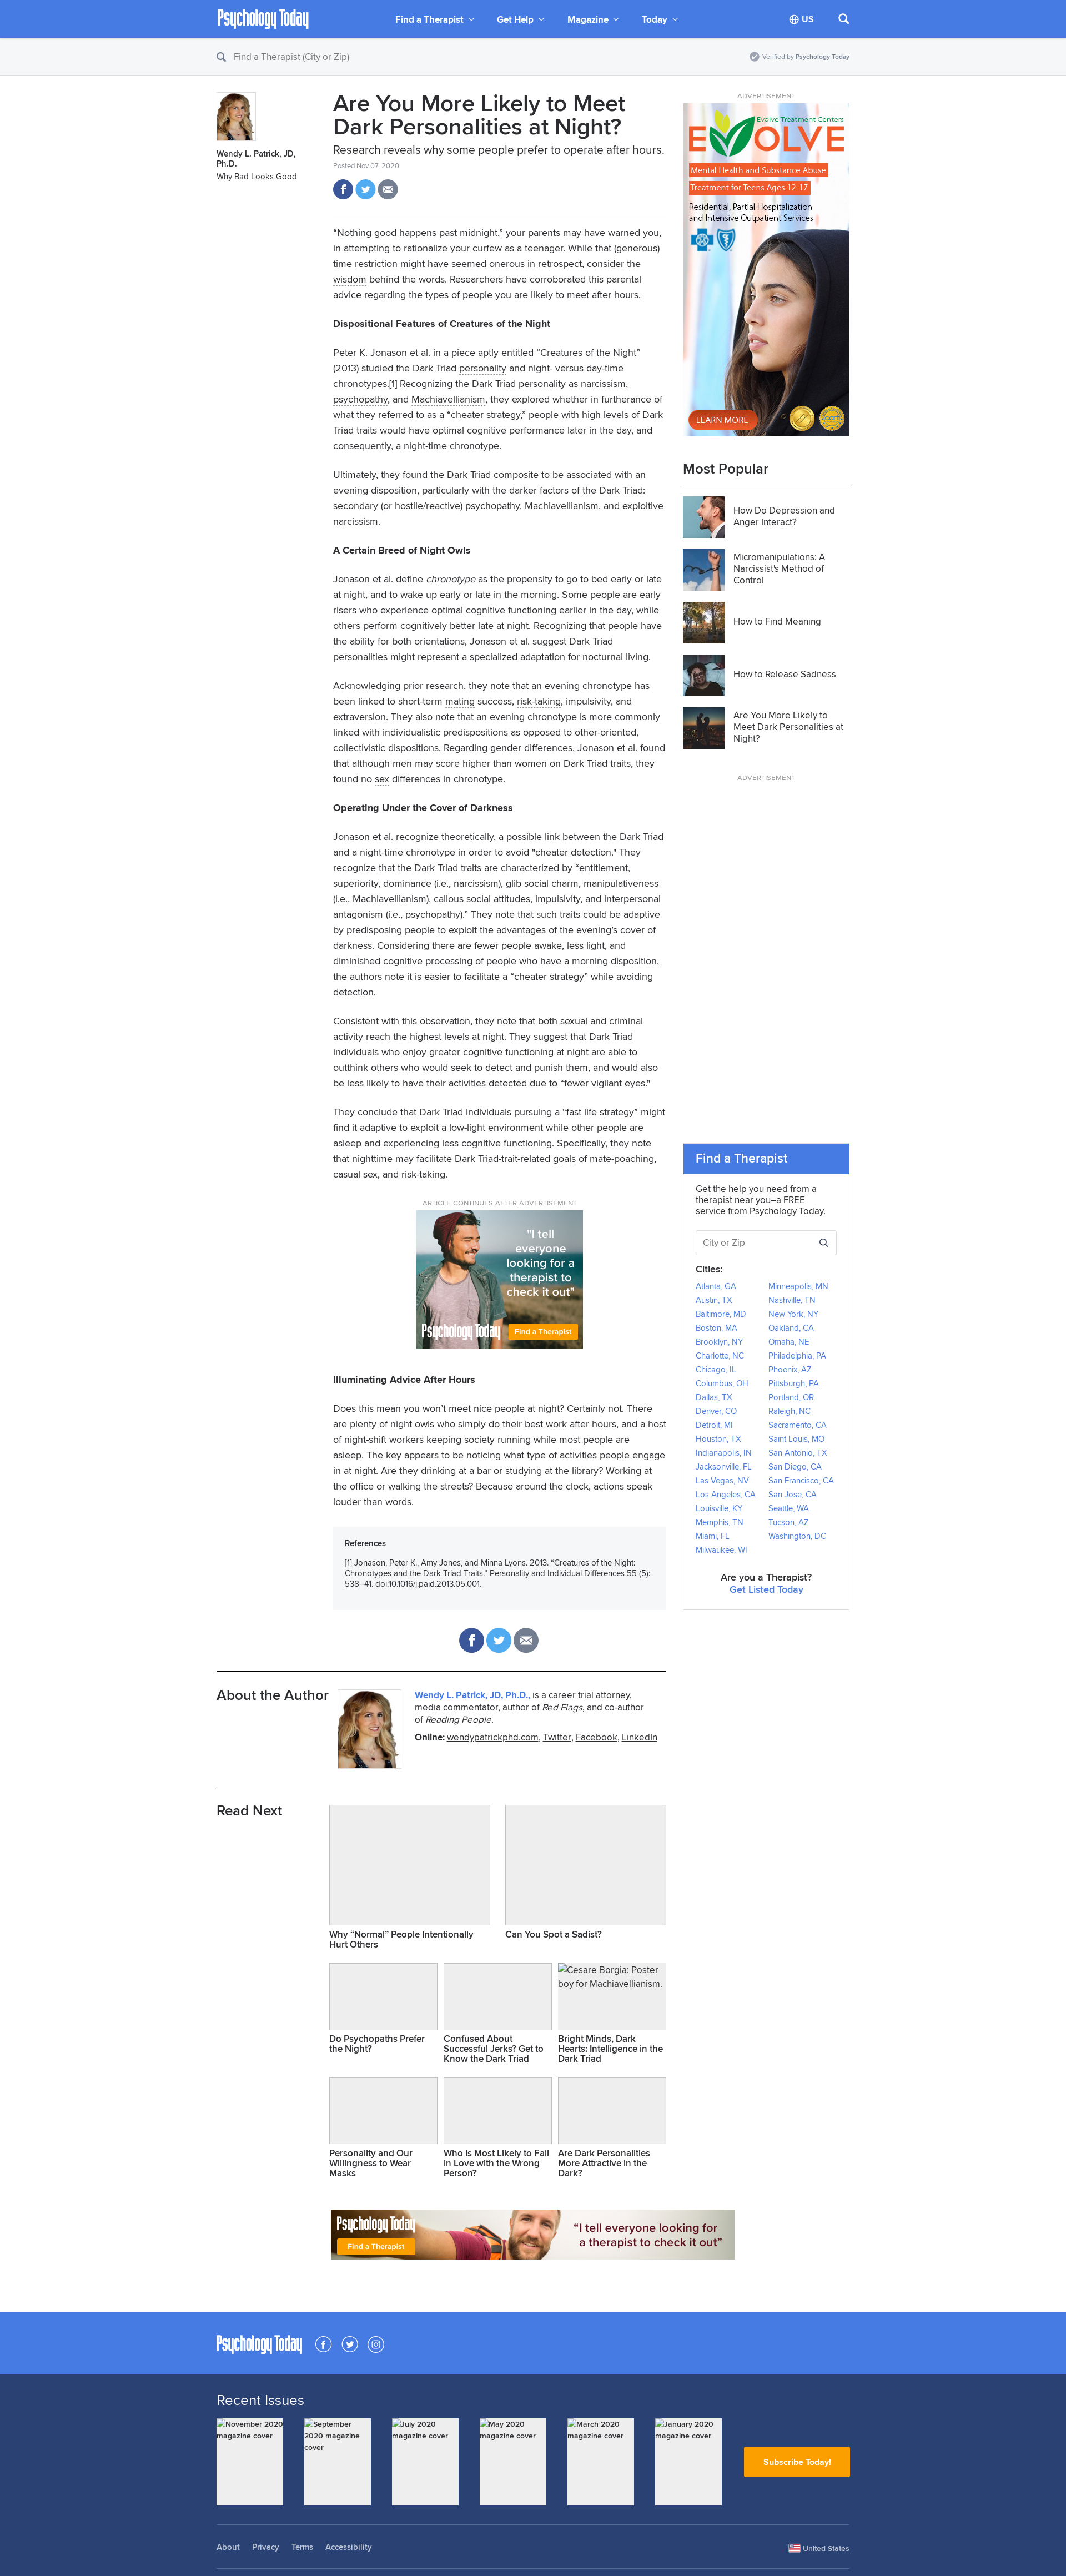 Psychology Today
Find a Therapist
Get Help
Magazine
Today
US
Find a Therapist (City or Zip)
Verified by Psychology Today
Wendy L. Patrick, JD,
Ph.D.
Why Bad Looks Good
Are You More Likely to Meet
Dark Personalities at Night?
Research reveals why some people prefer to operate after hours.
Posted Nov 07, 2020
“Nothing good happens past midnight,” your parents may have warned you,
in attempting to rationalize your curfew as a teenager. While that (generous)
time restriction might have seemed onerous in retrospect, consider the
wisdom behind the words. Researchers have corroborated this parental
advice regarding the types of people you are likely to meet after hours.
Dispositional Features of Creatures of the Night
Peter K. Jonason et al. in a piece aptly entitled “Creatures of the Night”
(2013) studied the Dark Triad personality and night- versus day-time
chronotypes.[1] Recognizing the Dark Triad personality as narcissism,
psychopathy, and Machiavellianism, they explored whether in furtherance of
what they referred to as a “cheater strategy,” people with high levels of Dark
Triad traits would have optimal cognitive performance later in the day, and
consequently, a night-time chronotype.
Ultimately, they found the Dark Triad composite to be associated with an
evening disposition, particularly with the darker factors of the Dark Triad:
secondary (or hostile/reactive) psychopathy, Machiavellianism, and exploitive
narcissism.
A Certain Breed of Night Owls
Jonason et al. define chronotype as the propensity to go to bed early or late
at night, and to wake up early or late in the morning. Some people are early
risers who experience optimal cognitive functioning earlier in the day, while
others perform cognitively better late at night. Recognizing that people have
the ability for both orientations, Jonason et al. suggest Dark Triad
personalities might represent a specialized adaptation for nocturnal living.
Acknowledging prior research, they note that an evening chronotype has
been linked to short-term mating success, risk-taking, impulsivity, and
extraversion. They also note that an evening chronotype is more commonly
linked with individualistic predispositions as opposed to other-oriented,
collectivistic dispositions. Regarding gender differences, Jonason et al. found
that although men may score higher than women on Dark Triad traits, they
found no sex differences in chronotype.
Operating Under the Cover of Darkness
Jonason et al. recognize theoretically, a possible link between the Dark Triad
and a night-time chronotype in order to avoid "cheater detection." They
recognize that the Dark Triad traits are characterized by “entitlement,
superiority, dominance (i.e., narcissism), glib social charm, manipulativeness
(i.e., Machiavellianism), callous social attitudes, impulsivity, and interpersonal
antagonism (i.e., psychopathy).” They note that such traits could be adaptive
by predisposing people to exploit the advantages of the evening’s cover of
darkness. Considering there are fewer people awake, less light, and
diminished cognitive processing of people who have a morning disposition,
the authors note it is easier to facilitate a “cheater strategy” while avoiding
detection.
Consistent with this observation, they note that both sexual and criminal
activity reach the highest levels at night. They suggest that Dark Triad
individuals who enjoy greater cognitive functioning at night are able to
outthink others who would seek to detect and punish them, and would also
be less likely to have their activities detected due to “fewer vigilant eyes."
They conclude that Dark Triad individuals pursuing a “fast life strategy” might
find it adaptive to exploit a low-light environment while other people are
asleep and experiencing less cognitive functioning. Specifically, they note
that nighttime may facilitate Dark Triad-trait-related goals of mate-poaching,
casual sex, and risk-taking.
ARTICLE CONTINUES AFTER ADVERTISEMENT
"I tell
everyone
looking for a
therapist to
check it out"
Psychology Today
Find a Therapist
Illuminating Advice After Hours
Does this mean you won’t meet nice people at night? Certainly not. There
are plenty of night owls who simply do their best work after hours, and a host
of night-shift workers keeping society running while most people are
asleep. The key appears to be noticing what type of activities people engage
in at night. Are they drinking at a bar or studying at the library? Working at
the office or walking the streets? Because around the clock, actions speak
louder than words.
References
[1] Jonason, Peter K., Amy Jones, and Minna Lyons. 2013. “Creatures of the Night:
Chronotypes and the Dark Triad Traits.” Personality and Individual Differences 55 (5):
538–41. doi:10.1016/j.paid.2013.05.001.
ADVERTISEMENT
Evolve Treatment Centers
EVOLVE
Mental Health and Substance Abuse
Treatment for Teens Ages 12-17
Residential, Partial Hospitalization
and Intensive Outpatient Services
LEARN MORE
Most Popular
How Do Depression and
Anger Interact?
Micromanipulations: A
Narcissist's Method of
Control
How to Find Meaning
How to Release Sadness
Are You More Likely to
Meet Dark Personalities at
Night?
ADVERTISEMENT
Find a Therapist
Get the help you need from a
therapist near you–a FREE
service from Psychology Today.
City or Zip
Cities:
Atlanta, GA
Austin, TX
Baltimore, MD
Boston, MA
Brooklyn, NY
Charlotte, NC
Chicago, IL
Columbus, OH
Dallas, TX
Denver, CO
Detroit, MI
Houston, TX
Indianapolis, IN
Jacksonville, FL
Las Vegas, NV
Los Angeles, CA
Louisville, KY
Memphis, TN
Miami, FL
Milwaukee, WI
Minneapolis, MN
Nashville, TN
New York, NY
Oakland, CA
Omaha, NE
Philadelphia, PA
Phoenix, AZ
Pittsburgh, PA
Portland, OR
Raleigh, NC
Sacramento, CA
Saint Louis, MO
San Antonio, TX
San Diego, CA
San Francisco, CA
San Jose, CA
Seattle, WA
Tucson, AZ
Washington, DC
Are you a Therapist?
Get Listed Today
About the Author
Wendy L. Patrick, JD, Ph.D., is a career trial attorney,
media commentator, author of Red Flags, and co-author
of Reading People.
Online: wendypatrickphd.com, Twitter, Facebook, LinkedIn
Read Next
Why “Normal” People Intentionally
Hurt Others
Can You Spot a Sadist?
Cesare Borgia: Poster
boy for Machiavellianism.
Do Psychopaths Prefer
the Night?
Confused About
Successful Jerks? Get to
Know the Dark Triad
Bright Minds, Dark
Hearts: Intelligence in the
Dark Triad
Personality and Our
Willingness to Wear
Masks
Who Is Most Likely to Fall
in Love with the Wrong
Person?
Are Dark Personalities
More Attractive in the
Dark?
Psychology Today
Find a Therapist
“I tell everyone looking for
a therapist to check it out”
Psychology Today
Recent Issues
November 2020
magazine cover
September
2020 magazine
cover
July 2020
magazine cover
May 2020
magazine cover
March 2020
magazine cover
January 2020
magazine cover
Subscribe Today!
About
Privacy
Terms
Accessibility
United States